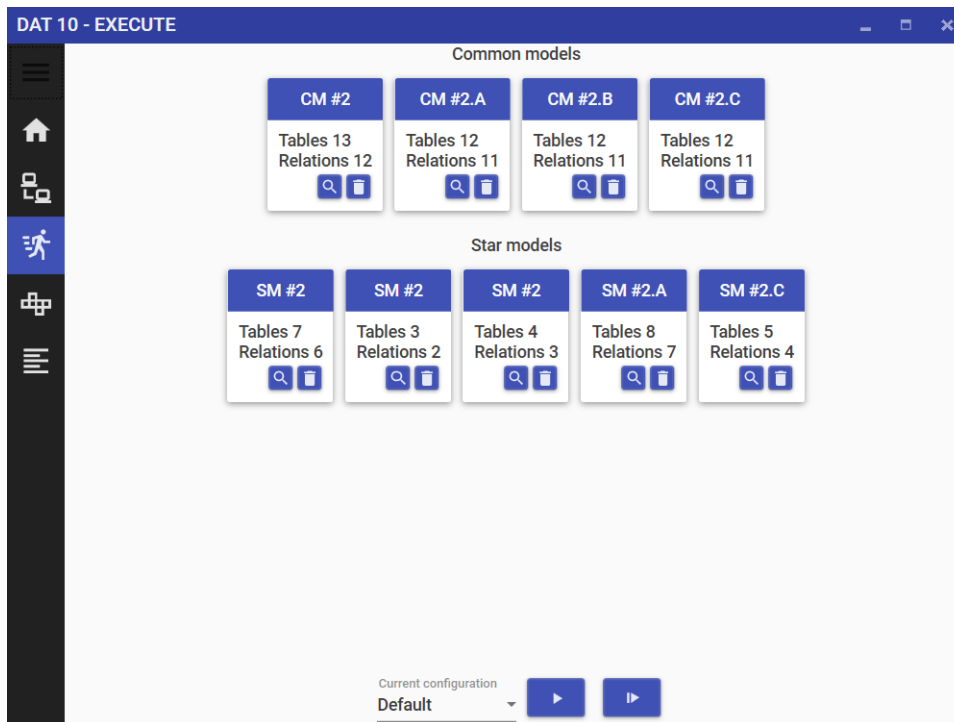 DAT 10 - EXECUTE
Common models
CM #2
Tables 13
Relations 12
CM #2.A
Tables 12
Relations 11
CM #2.B
Tables 12
Relations 11
CM #2.C
Tables 12
Relations 11
Star models
SM #2
Tables 7
Relations 6
SM #2
Tables 3
Relations 2
SM #2
Tables 4
Relations 3
SM #2.A
Tables 8
Relations 7
SM #2.C
Tables 5
Relations 4
Current configuration
Default